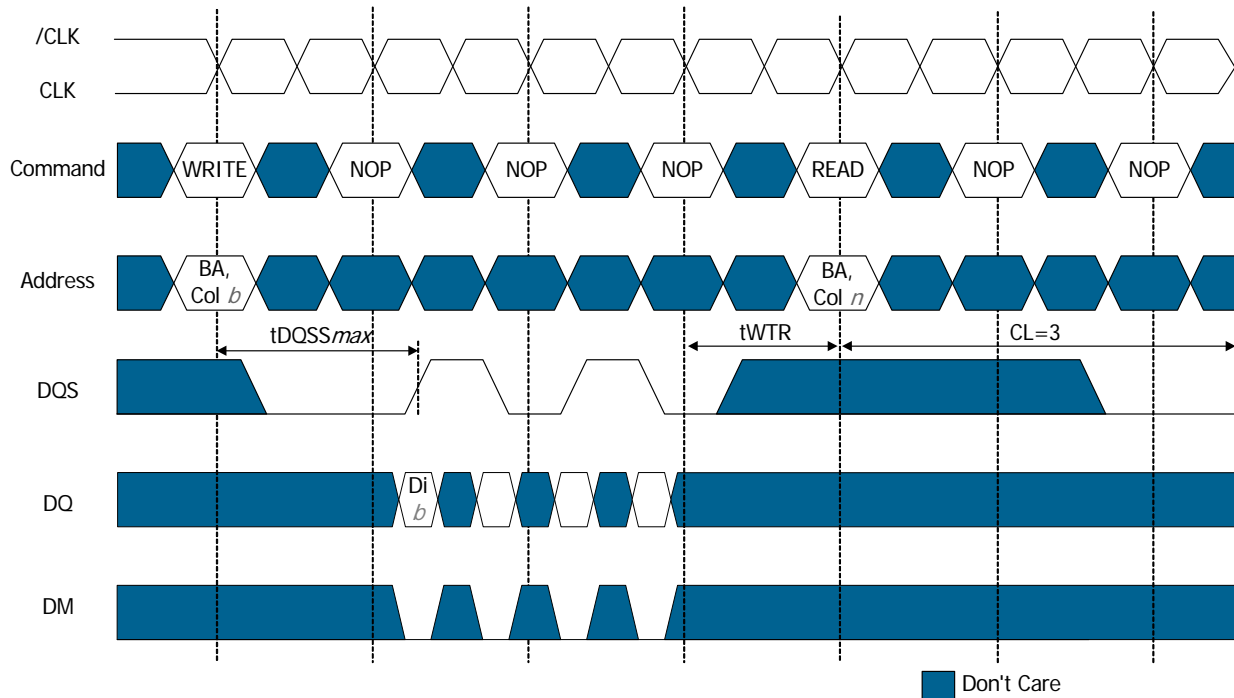 /CLK
CLK
Command
WRITE NOP NOP NOP READ NOP NOP
Address
BA,
Col b
BA,
Col n
tDQSSmax
tWTR
CL=3
DQS
DQ
Di
b
DM
Don't Care